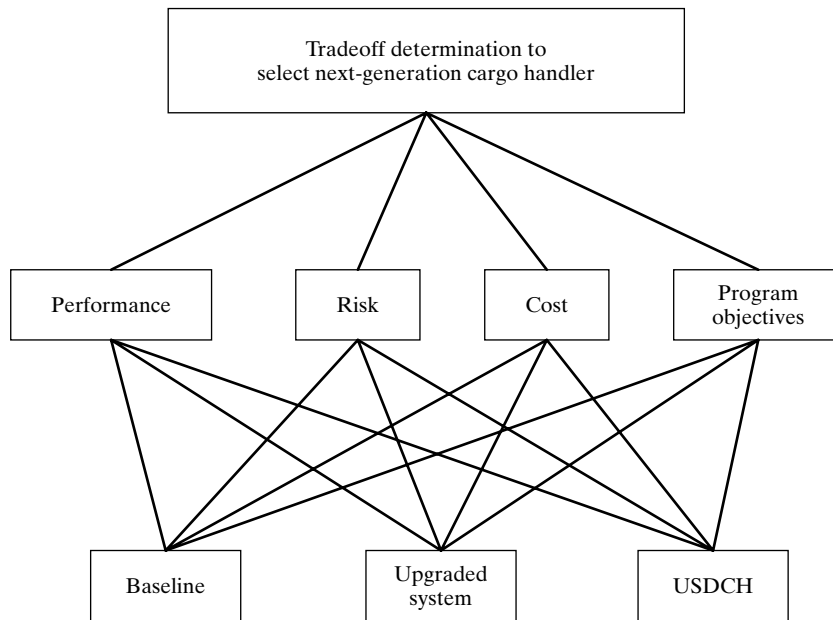 Tradeoff determination to
select next-generation cargo handler
Performance
Risk
Cost
Program
objectives
Baseline
Upgraded
system
USDCH